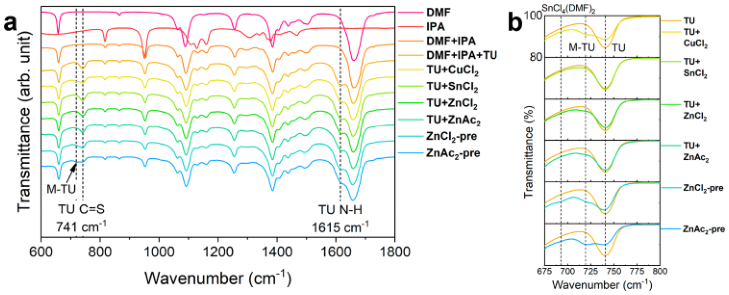 a
Transmittance (arb. unit)
DMF
IPA
DMF+IPA
DMF+IPA+TU
TU+CuCl2
TU+SnCl2
TU+ZnCl2
TU+ZnAc2
ZnCl2-pre
ZnAc2-pre
M-TU
TU C=S
741 cm-1
TU N-H
1615 cm-1
600 800 1000 1200 1400 1600 1800
Wavenumber (cm-1)
b
SnCl4(DMF)2
100
80
Transmittance (%)
M-TU
TU
TU
TU+
CuCl2
TU+
SnCl2
TU+
ZnCl2
TU+
ZnAc2
ZnCl2-pre
ZnAc2-pre
675 700 725 750 775 800
Wavenumber (cm-1)